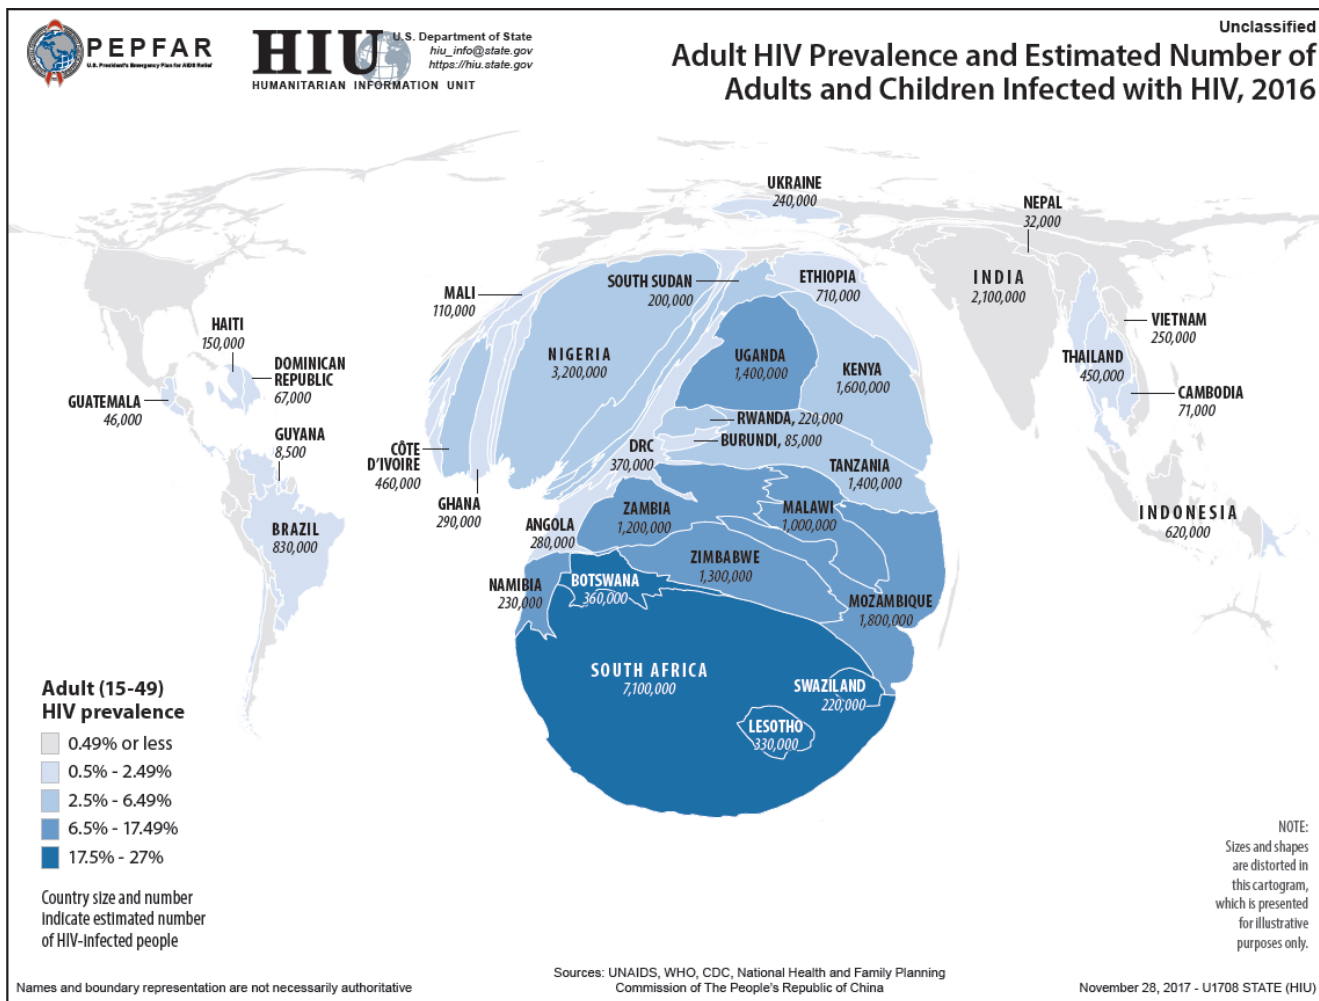 PEPFAR
U.S. President's Emergency Plan for AIDS Relief
HIU
U.S. Department of State
hiu_info@state.gov
https://hiu.state.gov
HUMANITARIAN INFORMATION UNIT
Unclassified
Adult HIV Prevalence and Estimated Number of
Adults and Children Infected with HIV, 2016
UKRAINE
240,000
NEPAL
32,000
SOUTH SUDAN
200,000
ETHIOPIA
710,000
INDIA
2,100,000
MALI
110,000
HAITI
150,000
VIETNAM
250,000
DOMINICAN
REPUBLIC
67,000
NIGERIA
3,200,000
UGANDA
1,400,000
KENYA
1,600,000
THAILAND
450,000
GUATEMALA
46,000
CAMBODIA
71,000
GUYANA
8,500
RWANDA, 220,000
BURUNDI, 85,000
CÔTE
D'IVOIRE
460,000
DRC
370,000
TANZANIA
1,400,000
GHANA
290,000
ZAMBIA
1,200,000
MALAWI
1,000,000
INDONESIA
620,000
BRAZIL
830,000
ANGOLA
280,000
ZIMBABWE
1,300,000
NAMIBIA
230,000
BOTSWANA
360,000
MOZAMBIQUE
1,800,000
SOUTH AFRICA
7,100,000
SWAZILAND
220,000
LESOTHO
330,000
Adult (15-49)
HIV prevalence
0.49% or less
0.5% - 2.49%
2.5% - 6.49%
6.5% - 17.49%
17.5% - 27%
Country size and number
indicate estimated number
of HIV-infected people
NOTE:
Sizes and shapes
are distorted in
this cartogram,
which is presented
for illustrative
purposes only.
Names and boundary representation are not necessarily authoritative
Sources: UNAIDS, WHO, CDC, National Health and Family Planning
Commission of The People's Republic of China
November 28, 2017 - U1708 STATE (HIU)